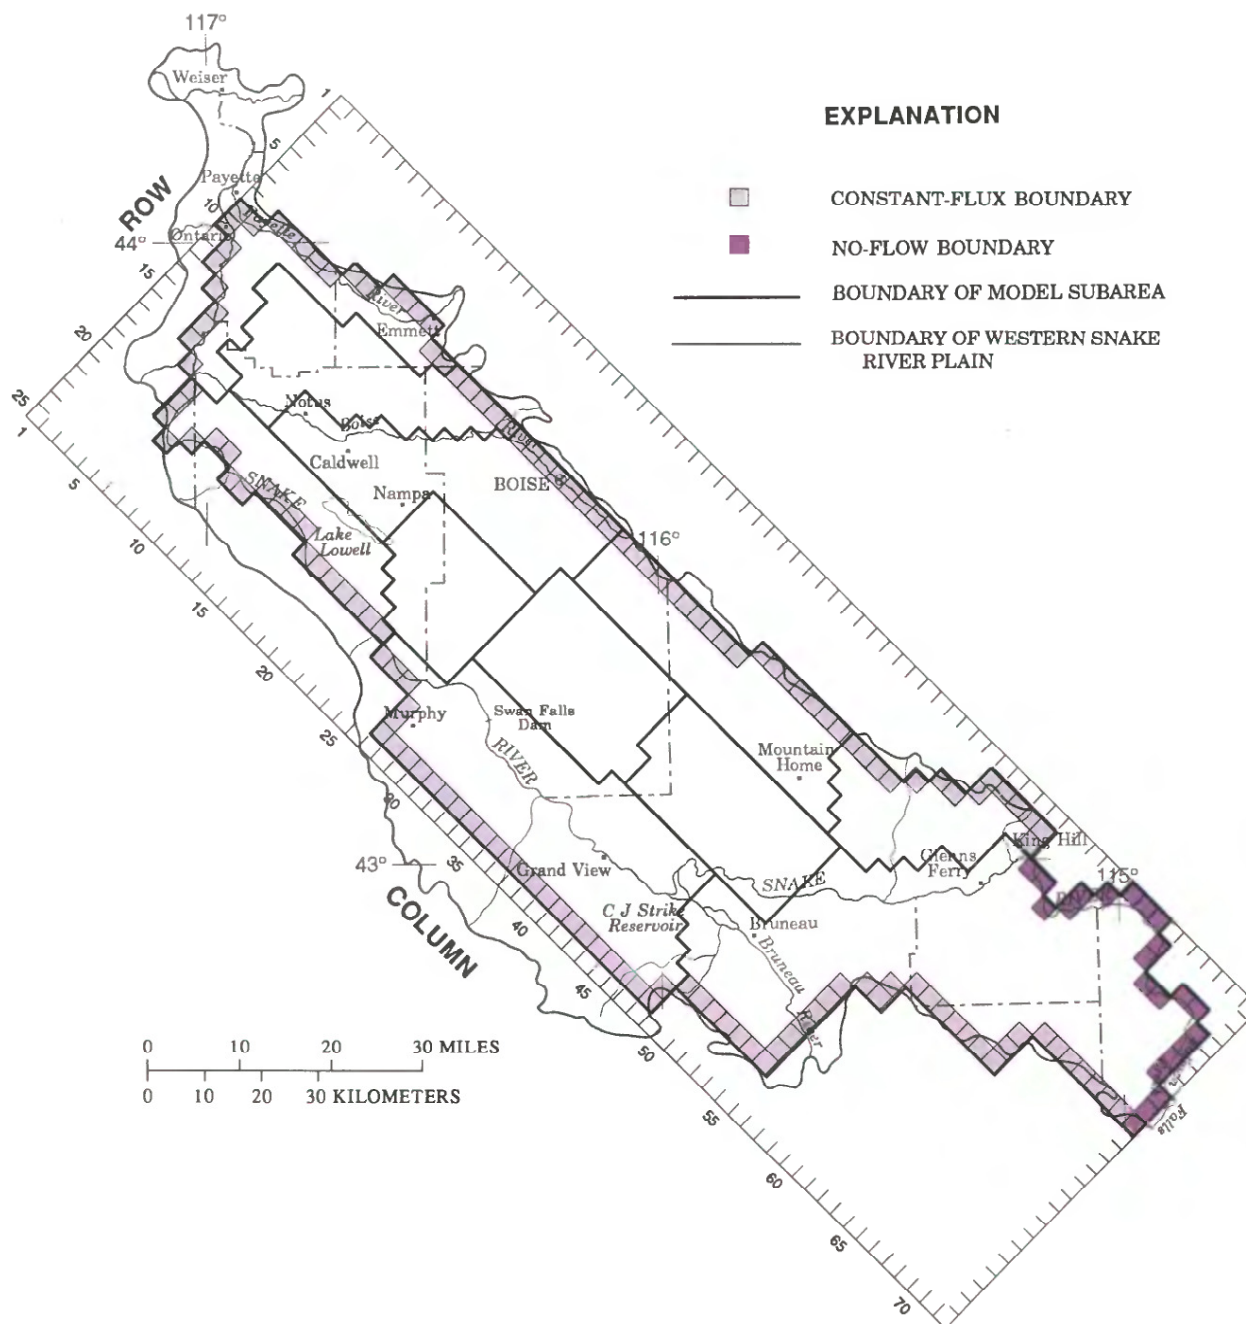 117°
Weiser
1
EXPLANATION
5
Payette
CONSTANT-FLUX BOUNDARY
ROW
10
Payette
Ontario
44°
NO-FLOW BOUNDARY
15
BOUNDARY OF MODEL SUBAREA
River
20
Emmett
BOUNDARY OF WESTERN SNAKE
RIVER PLAIN
25
1
Notus
Boise
River
Caldwell
5
SNAKE
Nampa
BOISE
Lake
Lowell
116°
10
15
20
Murphy
Swan Falls
Dam
25
RIVER
Mountain
Home
30
King Hill
43°
35
Grand View
Glenns
Ferry
SNAKE
115°
COLUMN
C J Strike
Reservoir
Bruneau
40
Bruneau
River
45
50
0 10 20 30 MILES
0 10 20 30 KILOMETERS
55
Falls
60
65
70